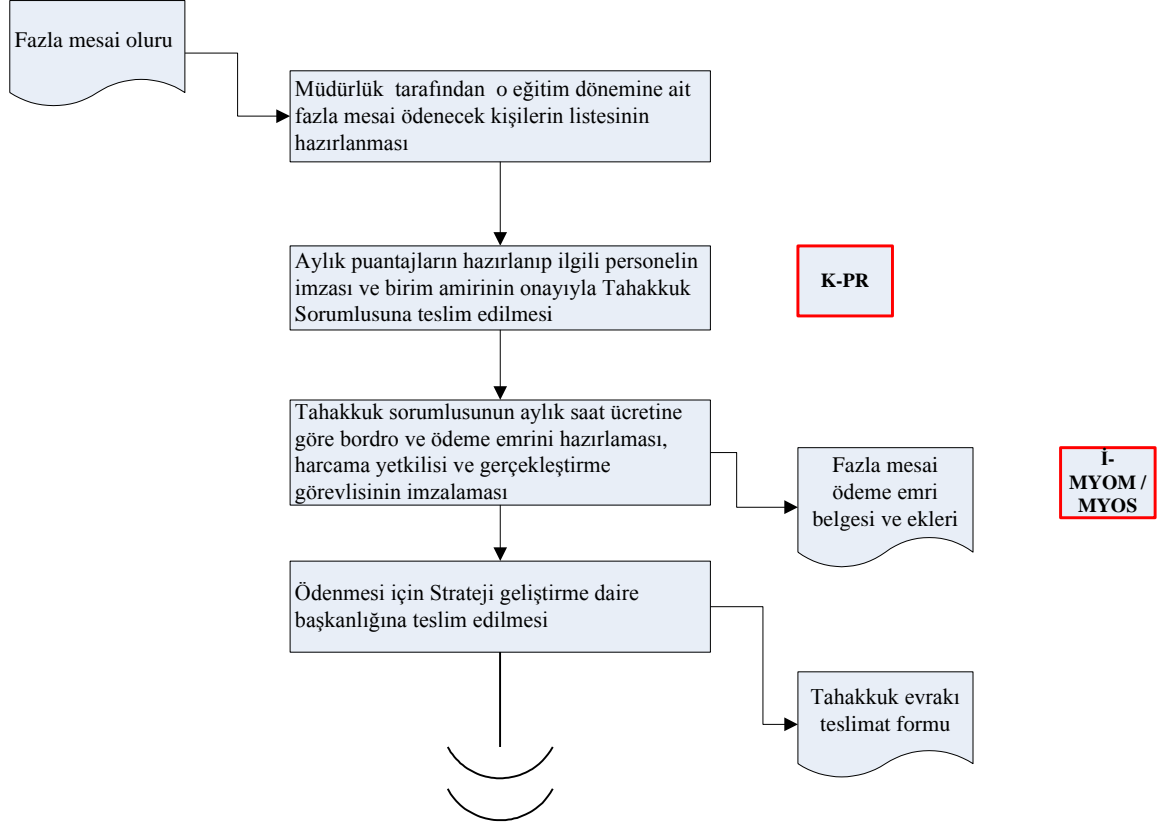 Fazla mesai oluru
Müdürlük  tarafından  o eğitim dönemine ait
fazla mesai ödenecek kişilerin listesinin
hazırlanması
Aylık puantajların hazırlanıp ilgili personelin
imzası ve birim amirinin onayıyla Tahakkuk
Sorumlusuna teslim edilmesi
K-PR
Tahakkuk sorumlusunun aylık saat ücretine
göre bordro ve ödeme emrini hazırlaması,
harcama yetkilisi ve gerçekleştirme
görevlisinin imzalaması
Fazla mesai
ödeme emri
belgesi ve ekleri
İ-
MYOM /
MYOS
Ödenmesi için Strateji geliştirme daire
başkanlığına teslim edilmesi
Tahakkuk evrakı
teslimat formu